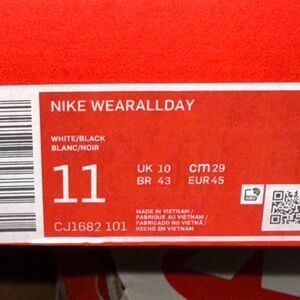 NIKE WEARALLDAY
WHITE/BLACK
BLANC/NOIR
11
UK 10 cm 29
BR 43 EUR 45
CJ1682 101
MADE IN VIETNAM /
FABRIQUÉ AU VIETNAM /
FABRICADO NO VIETNÃ /
HECHO EN VIETNAM